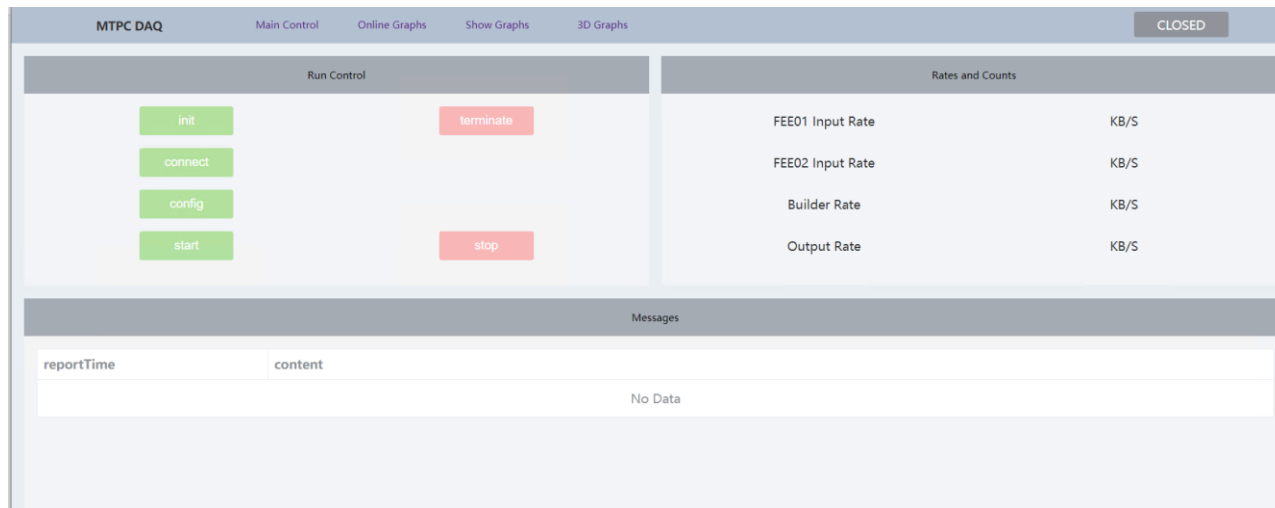 MTPC DAQ Main Control Online Graphs Show Graphs 3D Graphs CLOSED
Run Control
init terminate
connect
config
start stop
Rates and Counts
FEE01 Input Rate KB/S
FEE02 Input Rate KB/S
Builder Rate KB/S
Output Rate KB/S
Messages
reportTime content
No Data